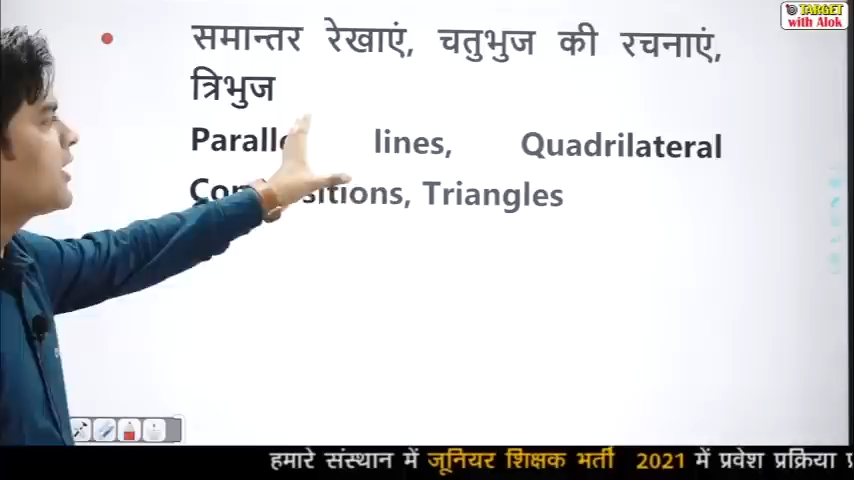 TARGET
with Alok
समान्तर रेखाएं, चतुभुज की रचनाएं,
त्रिभुज
lines, Quadrilateral
Triangles
हमारे संस्थान में जूनियर शिक्षक भर्ती 2021 में प्रवेश प्रक्रिया